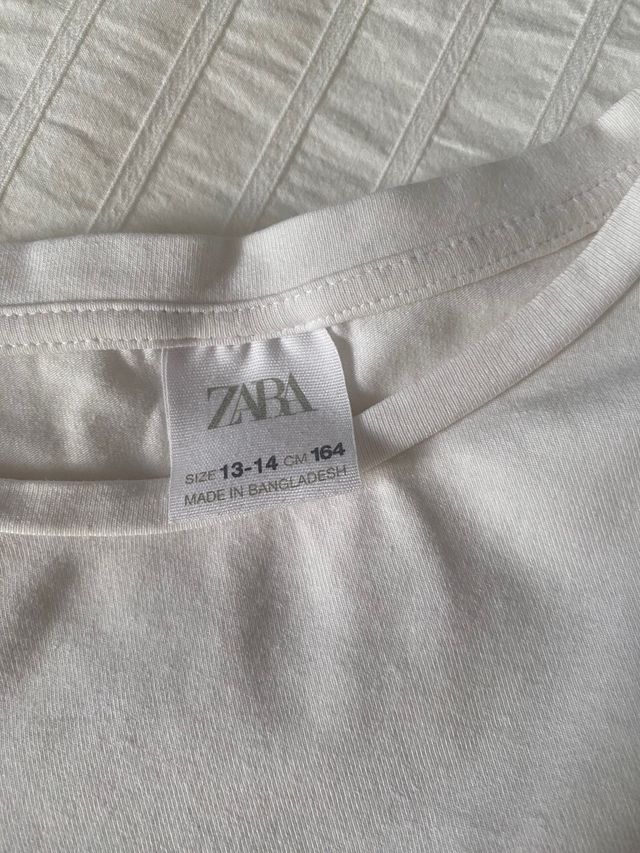 ZARA
SIZE 13-14 CM 164
MADE IN BANGLADESH